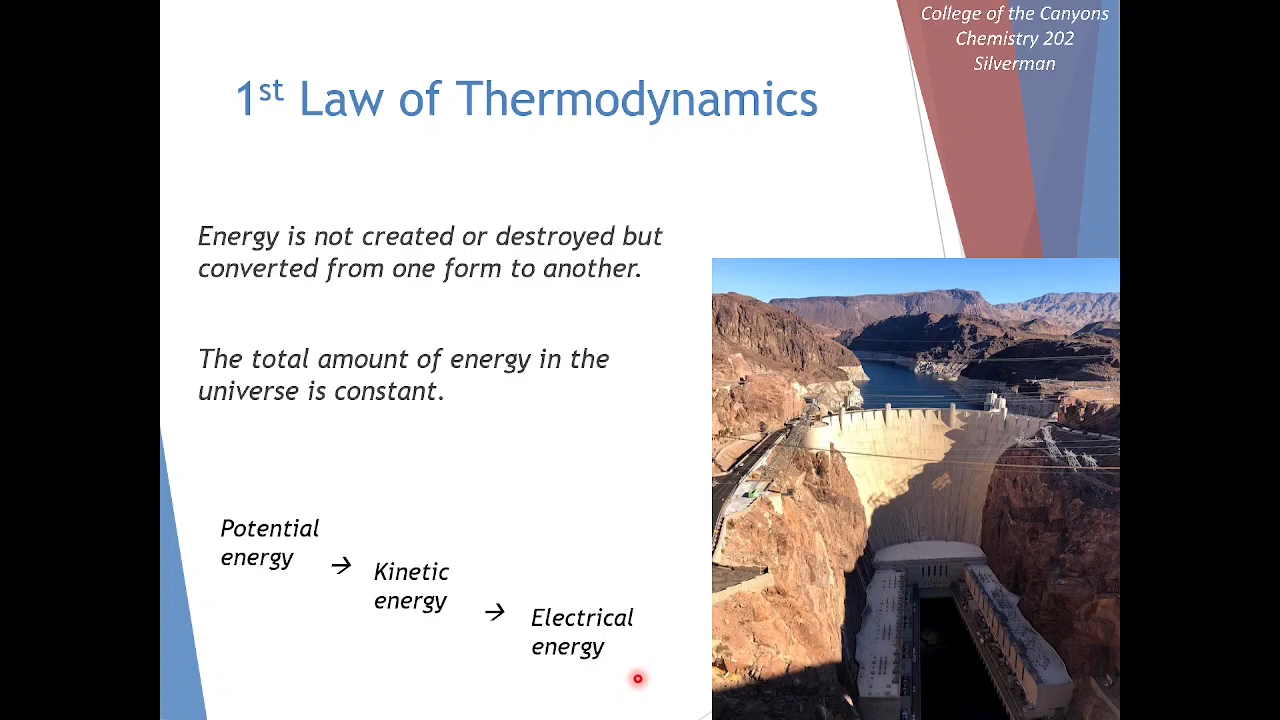 College of the Canyons
Chemistry 202
Silverman
1st Law of Thermodynamics
Energy is not created or destroyed but
converted from one form to another.
The total amount of energy in the
universe is constant.
Potential
energy
→
Kinetic
energy
→
Electrical
energy